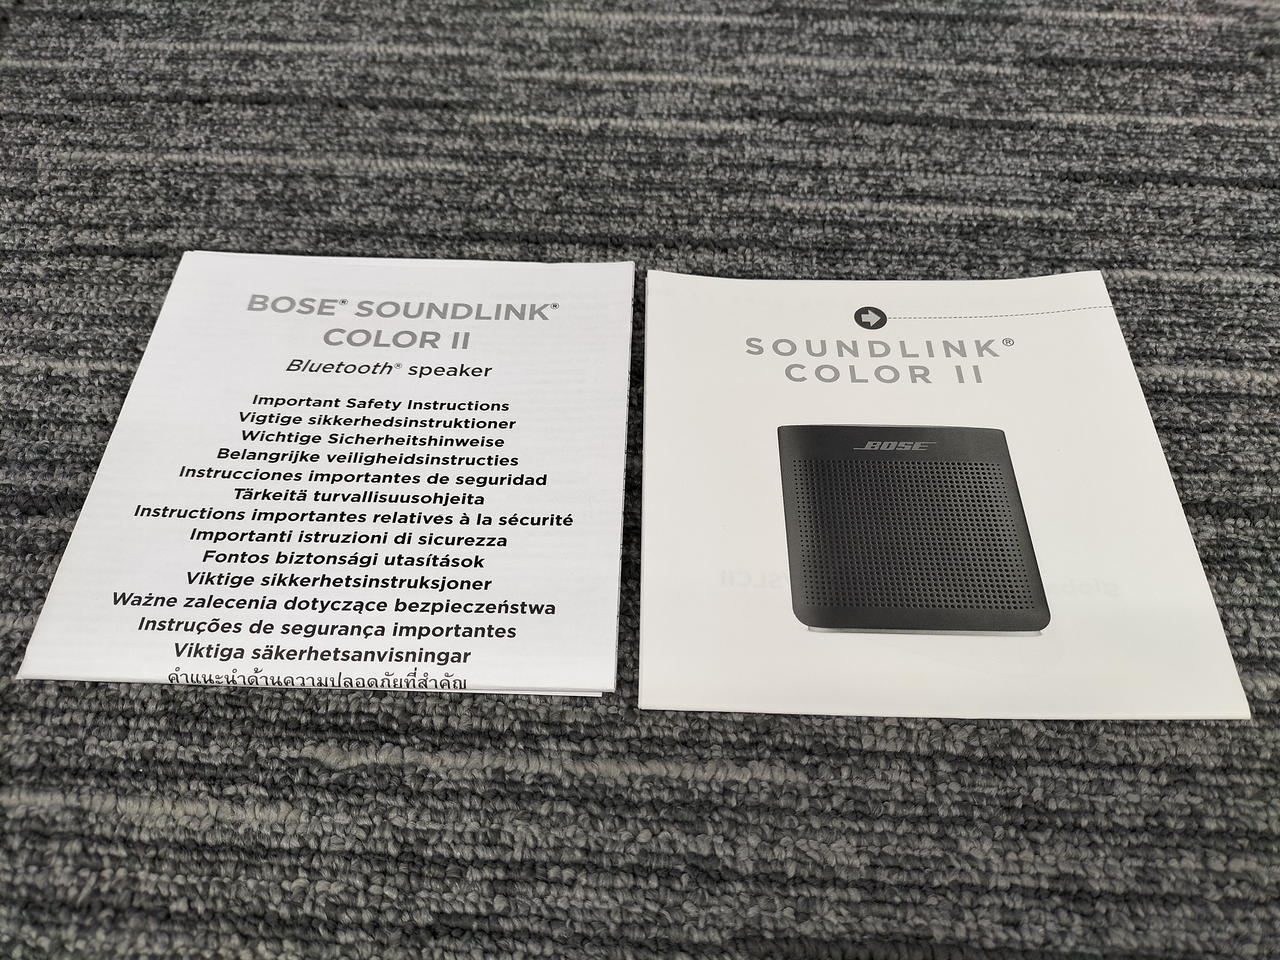 BOSE® SOUNDLINK®
COLOR II
Bluetooth® speaker
Important Safety Instructions
Vigtige sikkerhedsinstruktioner
Wichtige Sicherheitshinweise
Belangrijke veiligheidsinstructies
Instrucciones importantes de seguridad
Tärkeitä turvallisuusohjeita
Instructions importantes relatives à la sécurité
Importanti istruzioni di sicurezza
Fontos biztonsági utasítások
Viktige sikkerhetsinstruksjoner
Ważne zalecenia dotyczące bezpieczeństwa
Instruções de segurança importantes
Viktiga säkerhetsanvisningar
คำแนะนำด้านความปลอดภัยที่สำคัญ
SOUNDLINK®
COLOR II
BOSE